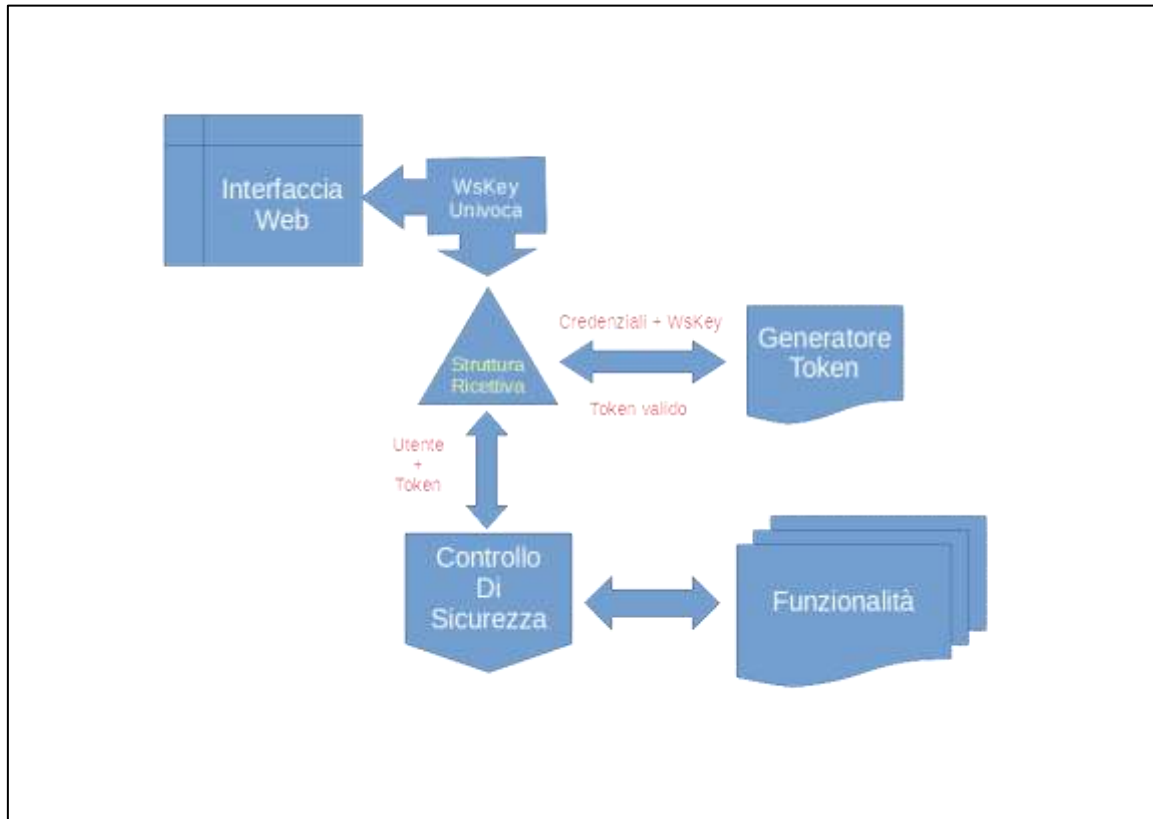 Interfaccia
Web
WsKey
Univoca
Struttura
Ricettiva
Credenziali + WsKey
Token valido
Generatore
Token
Utente
+
Token
Controllo
Di
Sicurezza
Funzionalità